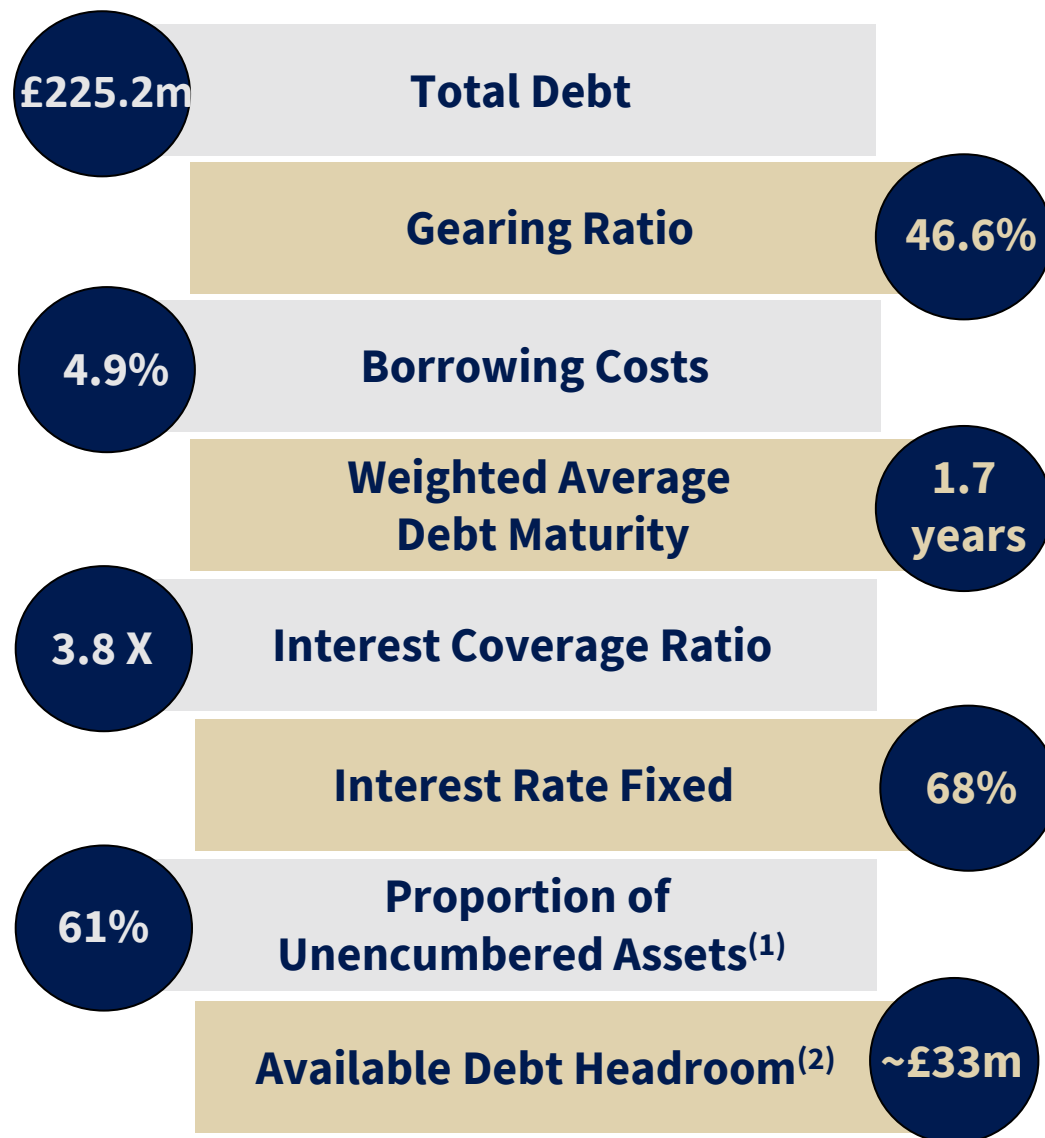 £225.2m
Total Debt
Gearing Ratio
46.6%
4.9%
Borrowing Costs
Weighted Average
Debt Maturity
1.7
years
3.8 X
Interest Coverage Ratio
Interest Rate Fixed
68%
61%
Proportion of
Unencumbered Assets(1)
Available Debt Headroom(2)
~£33m